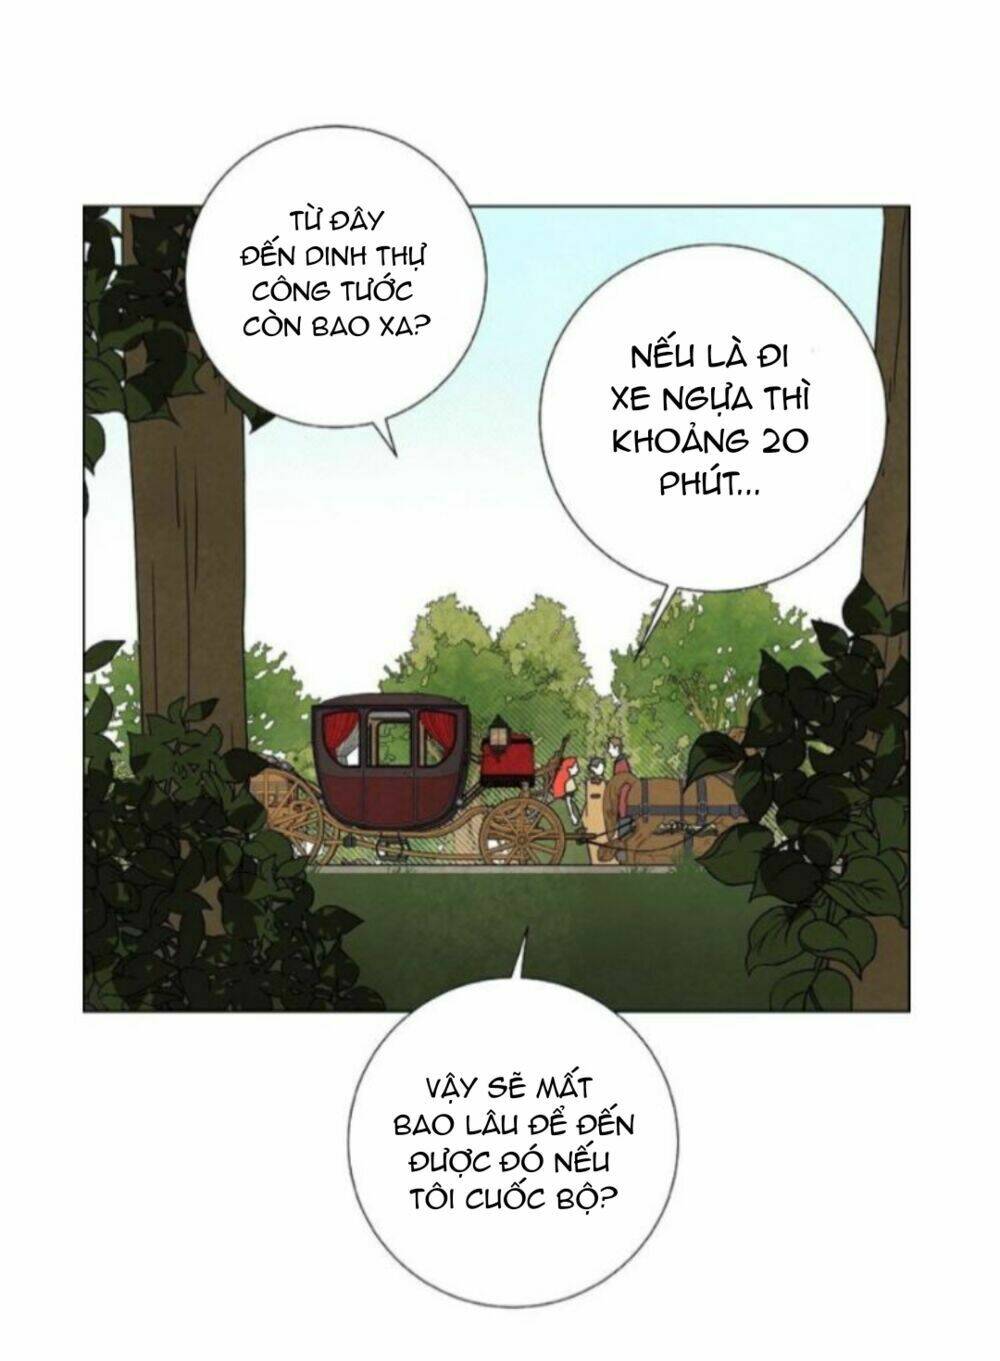 TỪ ĐÂY
ĐẾN DINH THỰ
CÔNG TƯỚC
CÒN BAO XA?
NẾU LÀ ĐI
XE NGỰA THÌ
KHOẢNG 20
PHÚT...
VẬY SẼ MẤT
BAO LÂU ĐỂ ĐẾN
ĐƯỢC ĐÓ NẾU
TÔI CUỐC BỘ?